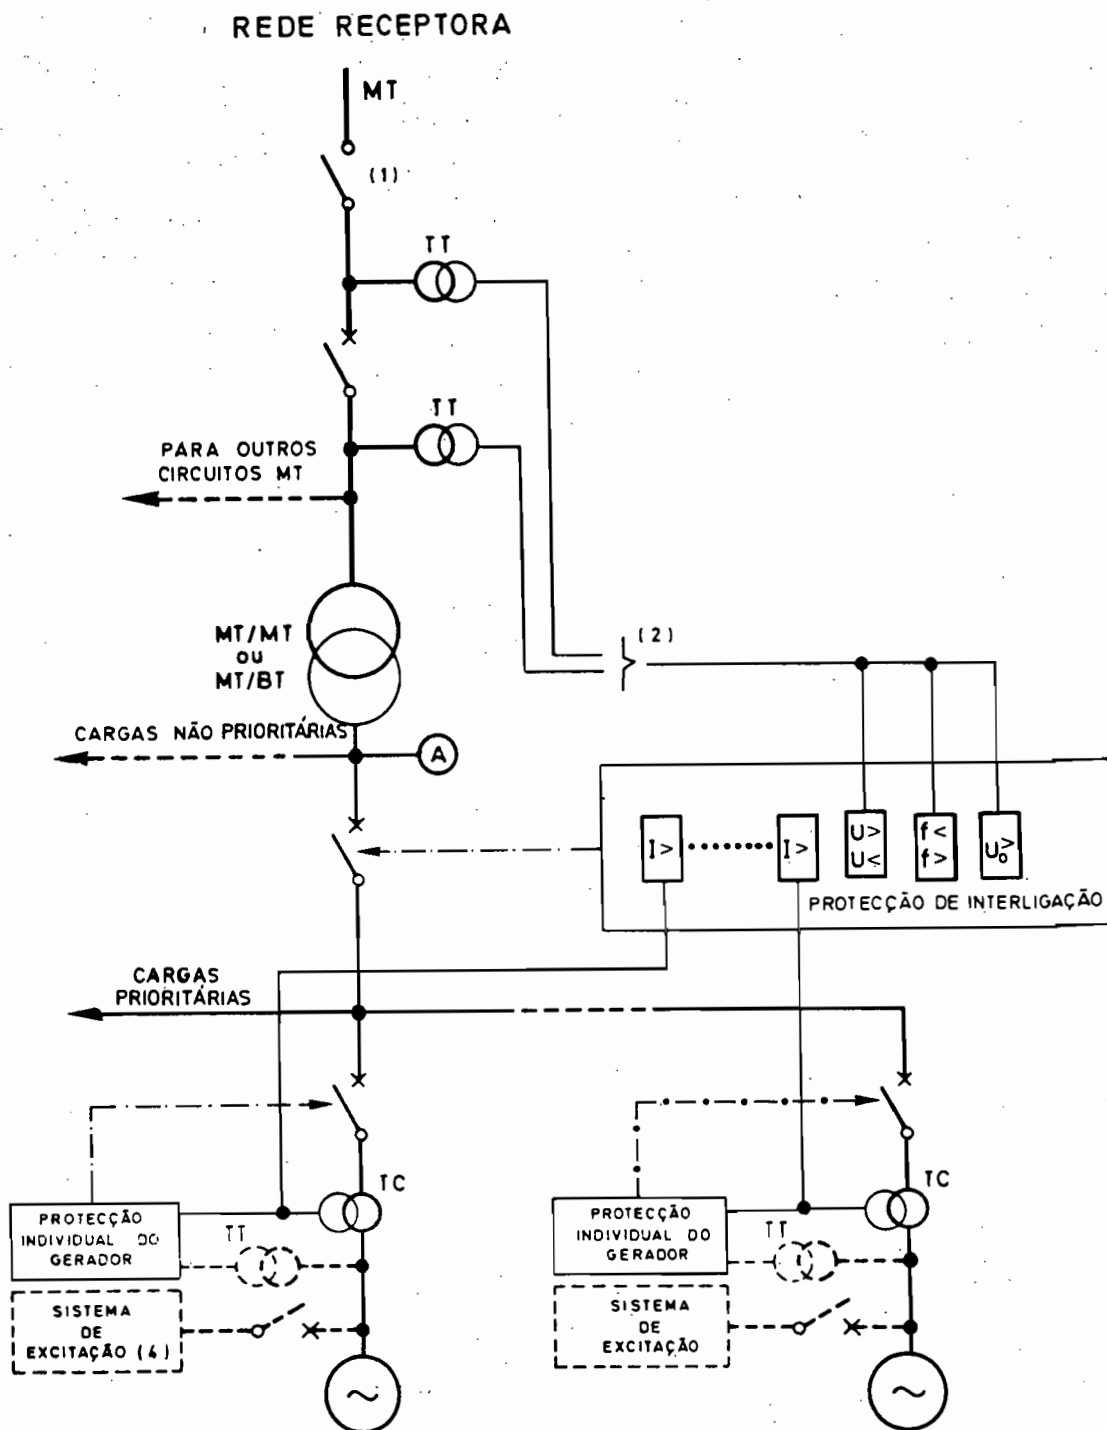 REDE RECEPTORA
MT
(1)
TT
TT
PARA OUTROS
CIRCUITOS MT
MT/MT
ou
MT/BT
(2)
CARGAS NÃO PRIORITÁRIAS
A
I>
I>
U>
U<
f<
f>
U₀>
PROTECÇÃO DE INTERLIGAÇÃO
CARGAS
PRIORITÁRIAS
TC
TC
PROTECÇÃO
INDIVIDUAL DO
GERADOR
TT
PROTECÇÃO
INDIVIDUAL DO
GERADOR
TT
SISTEMA
DE
EXCITAÇÃO (4)
SISTEMA
DE
EXCITAÇÃO